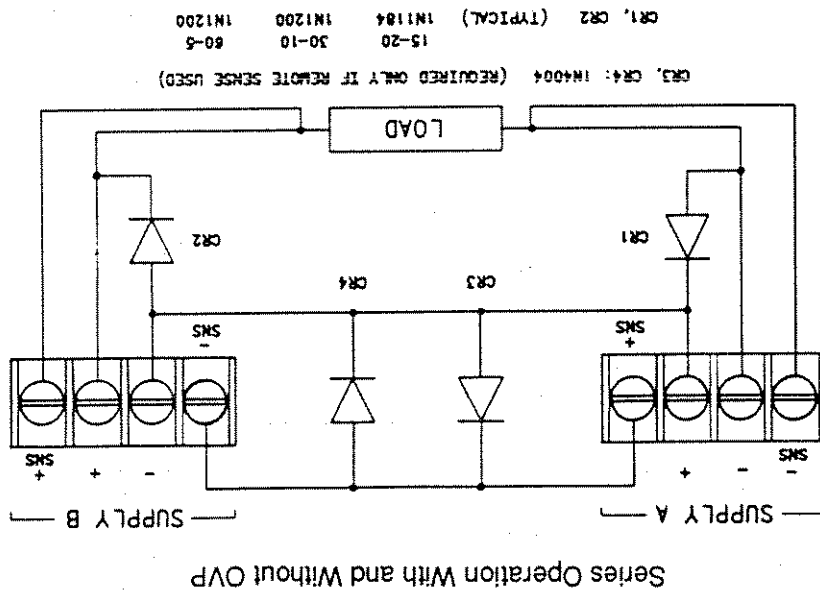 Series Operation With and Without OVP
SUPPLY A SUPPLY B
- - + - + +
SNS SNS
+ -
SNS SNS
CR3 CR4
CR1 CR2
LOAD
CR3, CR4: 1N4004 (REQUIRED ONLY IF REMOTE SENSE USED)
15-20 30-10 60-5
CR1, CR2 (TYPICAL) 1N1184 1N1200 1N1200